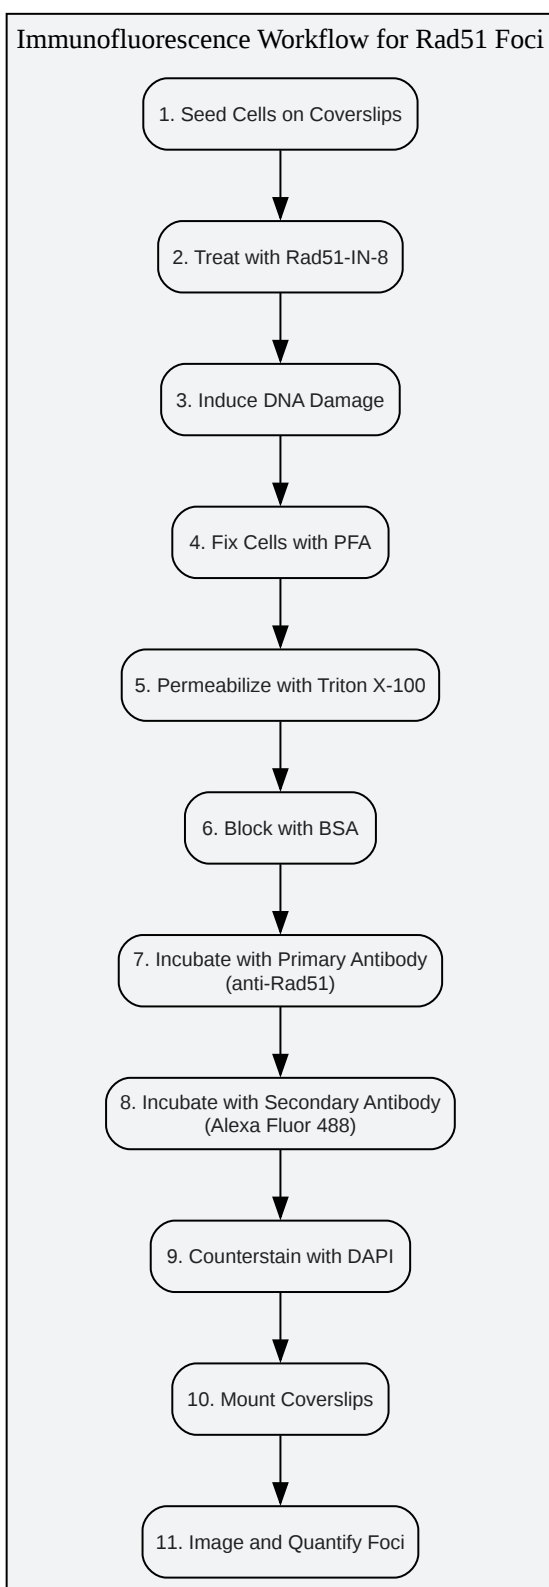 Immunofluorescence Workflow for Rad51 Foci
1. Seed Cells on Coverslips
2. Treat with Rad51-IN-8
3. Induce DNA Damage
4. Fix Cells with PFA
5. Permeabilize with Triton X-100
6. Block with BSA
7. Incubate with Primary Antibody
(anti-Rad51)
8. Incubate with Secondary Antibody
(Alexa Fluor 488)
9. Counterstain with DAPI
10. Mount Coverslips
11. Image and Quantify Foci